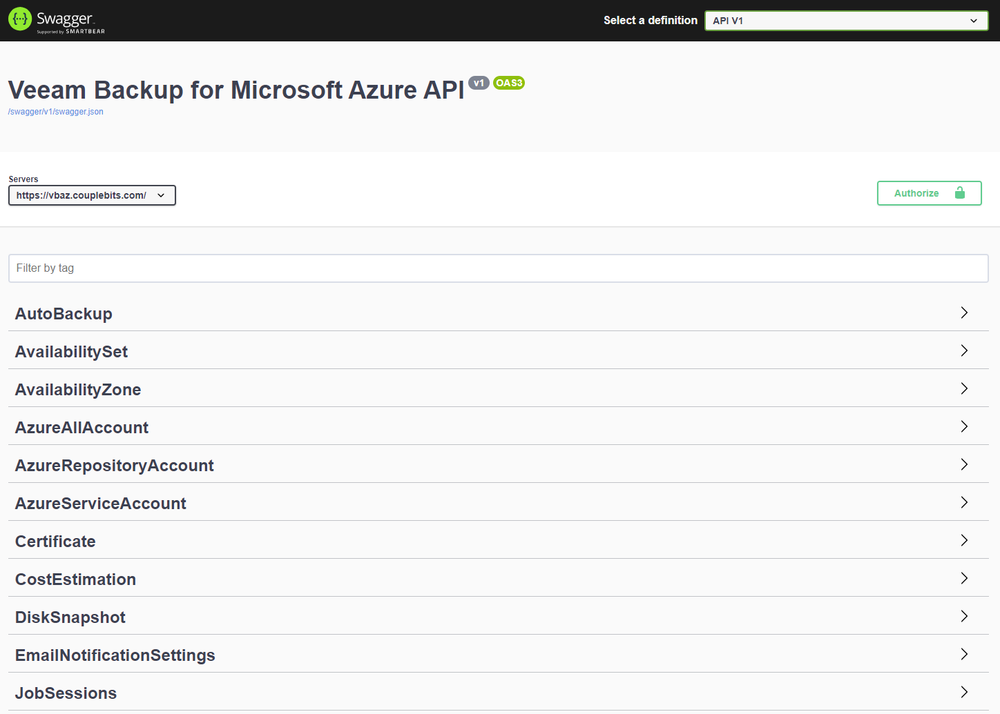 Swagger
Supported by SMARTBEAR
Select a definition
API V1
Veeam Backup for Microsoft Azure API v1 OAS3
/swagger/v1/swagger.json
Servers
https://vbaz.couplebits.com/
Authorize
Filter by tag
AutoBackup
AvailabilitySet
AvailabilityZone
AzureAllAccount
AzureRepositoryAccount
AzureServiceAccount
Certificate
CostEstimation
DiskSnapshot
EmailNotificationSettings
JobSessions